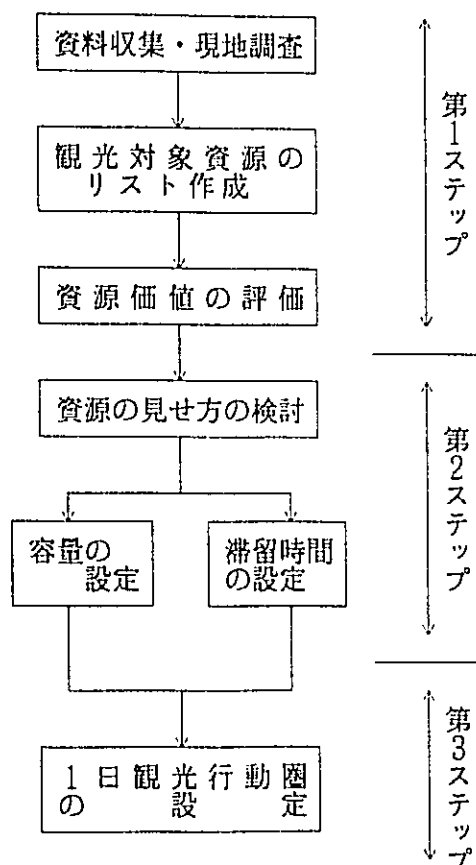 資料収集・現地調査
観光対象資源の
リスト作成
資源価値の評価
資源の見せ方の検討
容量の
設定
滞留時間
の設定
1日観光行動圏
の設定
第1ステップ
第2ステップ
第3ステップ